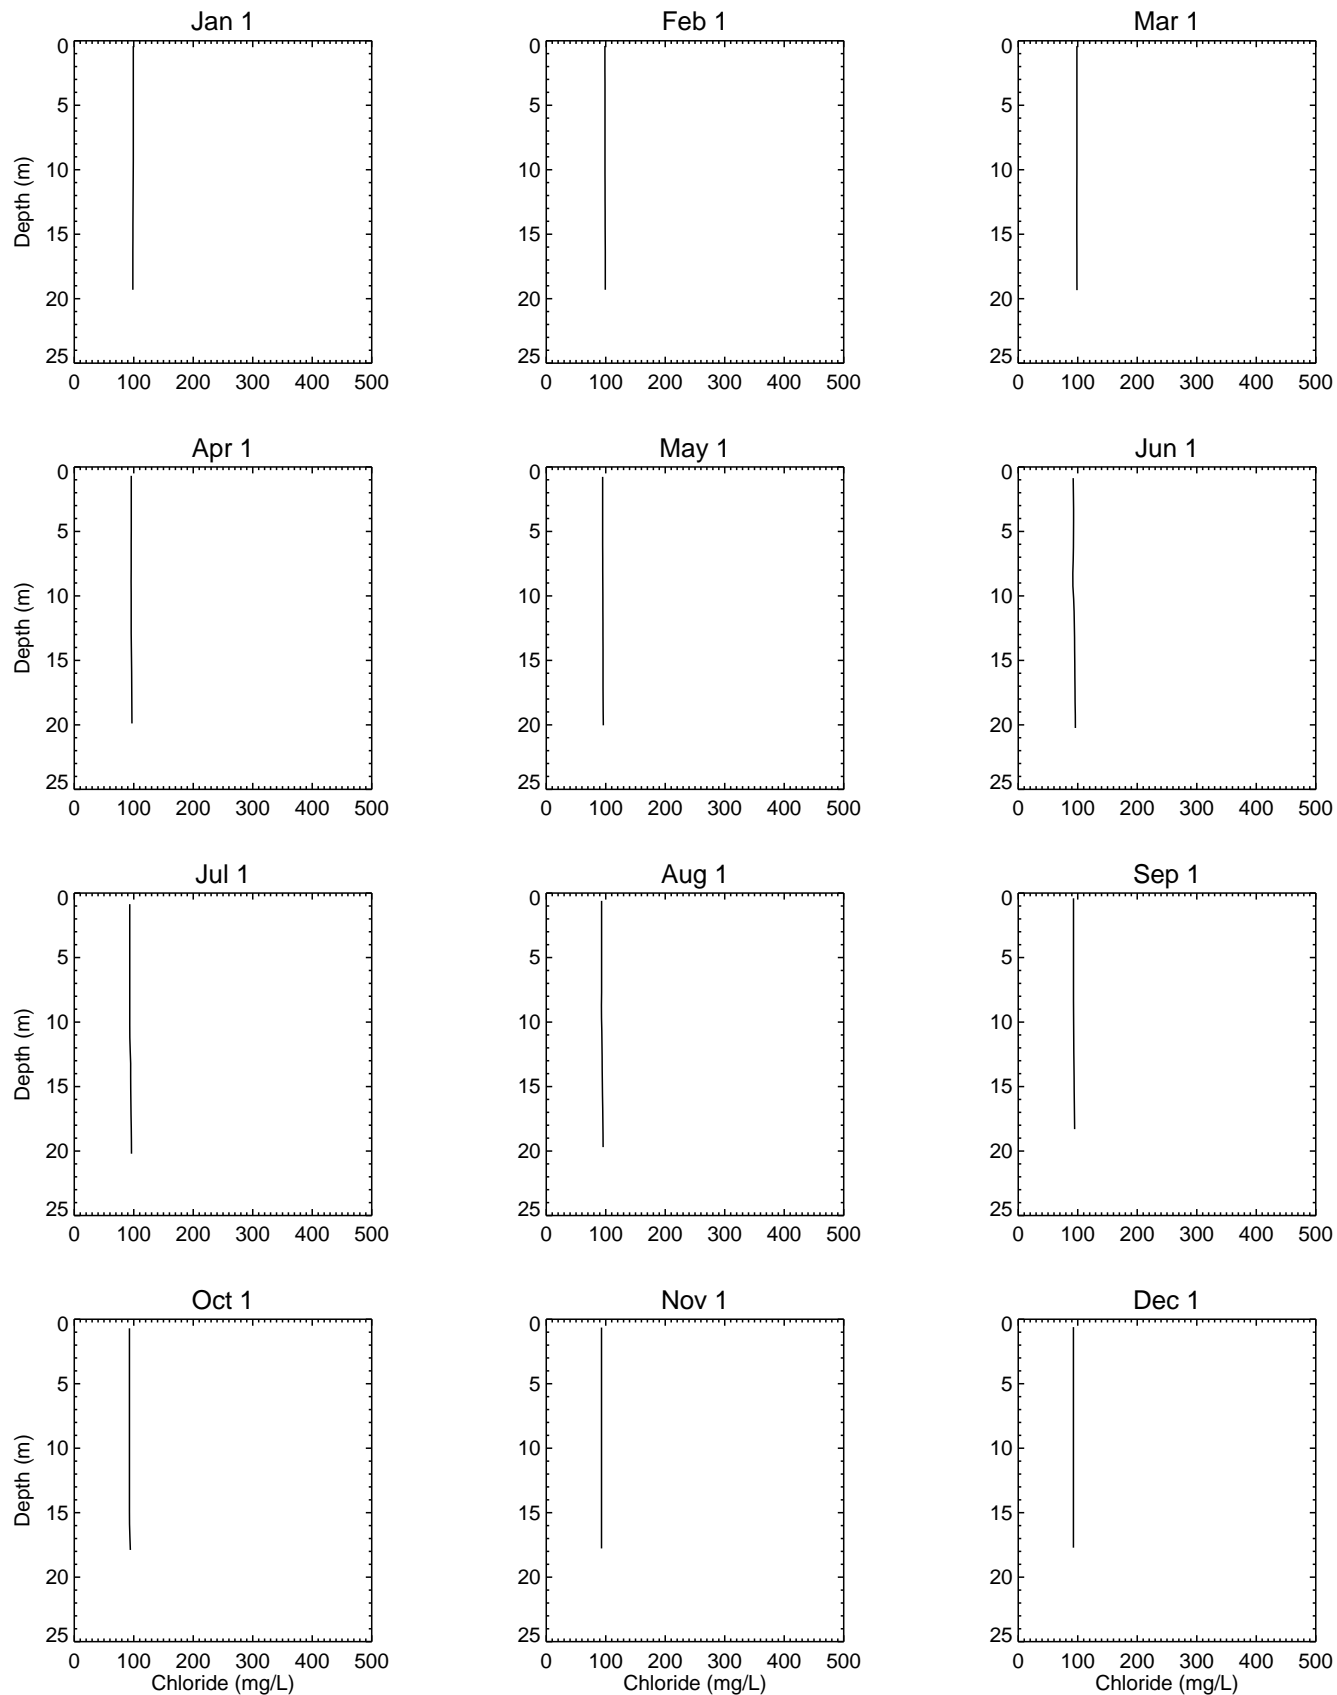 Jan 1 Feb 1 Mar 1
0 0 0
5 5 5
10 10 10
Depth (m)
15 15 15
20 20 20
25 25 25
0 100 200 300 400 500 0 100 200 300 400 500 0 100 200 300 400 500
Apr 1 May 1 Jun 1
0 0 0
5 5 5
10 10 10
Depth (m)
15 15 15
20 20 20
25 25 25
0 100 200 300 400 500 0 100 200 300 400 500 0 100 200 300 400 500
Jul 1 Aug 1 Sep 1
0 0 0
5 5 5
10 10 10
Depth (m)
15 15 15
20 20 20
25 25 25
0 100 200 300 400 500 0 100 200 300 400 500 0 100 200 300 400 500
Oct 1 Nov 1 Dec 1
0 0 0
5 5 5
10 10 10
Depth (m)
15 15 15
20 20 20
25 25 25
0 100 200 300 400 500 0 100 200 300 400 500 0 100 200 300 400 500
Chloride (mg/L) Chloride (mg/L) Chloride (mg/L)